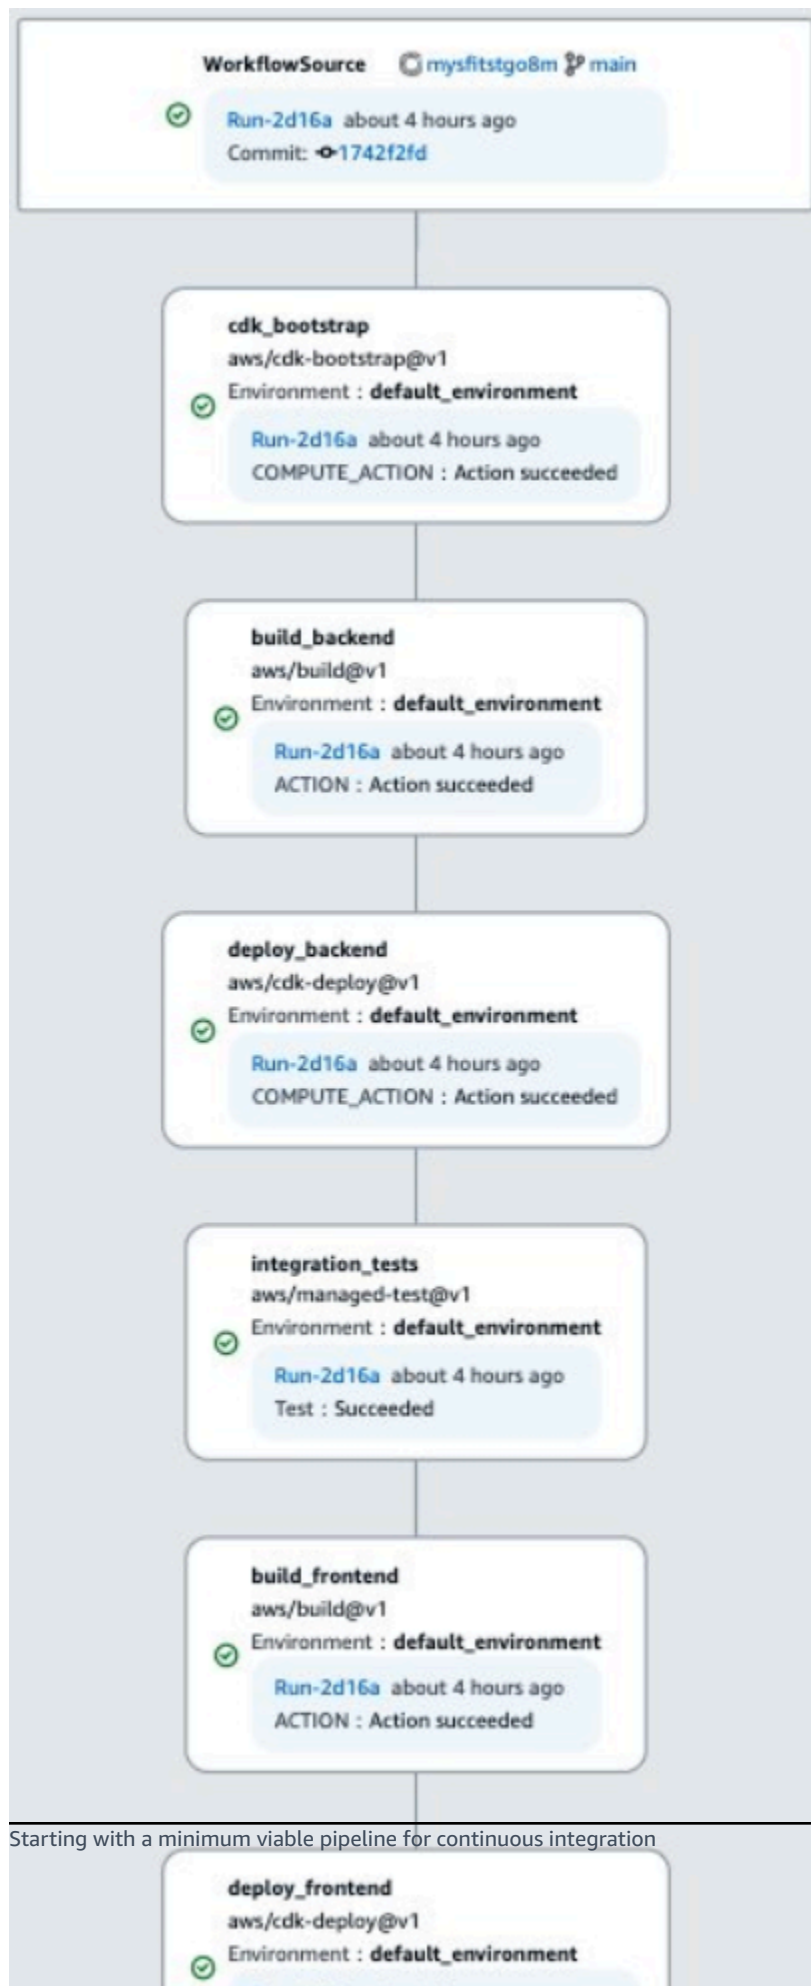 WorkflowSource mysfitstgo8m main
Run-2d16a about 4 hours ago
Commit: 1742f2fd
cdk_bootstrap
aws/cdk-bootstrap@v1
Environment : default_environment
Run-2d16a about 4 hours ago
COMPUTE_ACTION : Action succeeded
build_backend
aws/build@v1
Environment : default_environment
Run-2d16a about 4 hours ago
ACTION : Action succeeded
deploy_backend
aws/cdk-deploy@v1
Environment : default_environment
Run-2d16a about 4 hours ago
COMPUTE_ACTION : Action succeeded
integration_tests
aws/managed-test@v1
Environment : default_environment
Run-2d16a about 4 hours ago
Test : Succeeded
build_frontend
aws/build@v1
Environment : default_environment
Run-2d16a about 4 hours ago
ACTION : Action succeeded
Starting with a minimum viable pipeline for continuous integration
deploy_frontend
aws/cdk-deploy@v1
Environment : default_environment